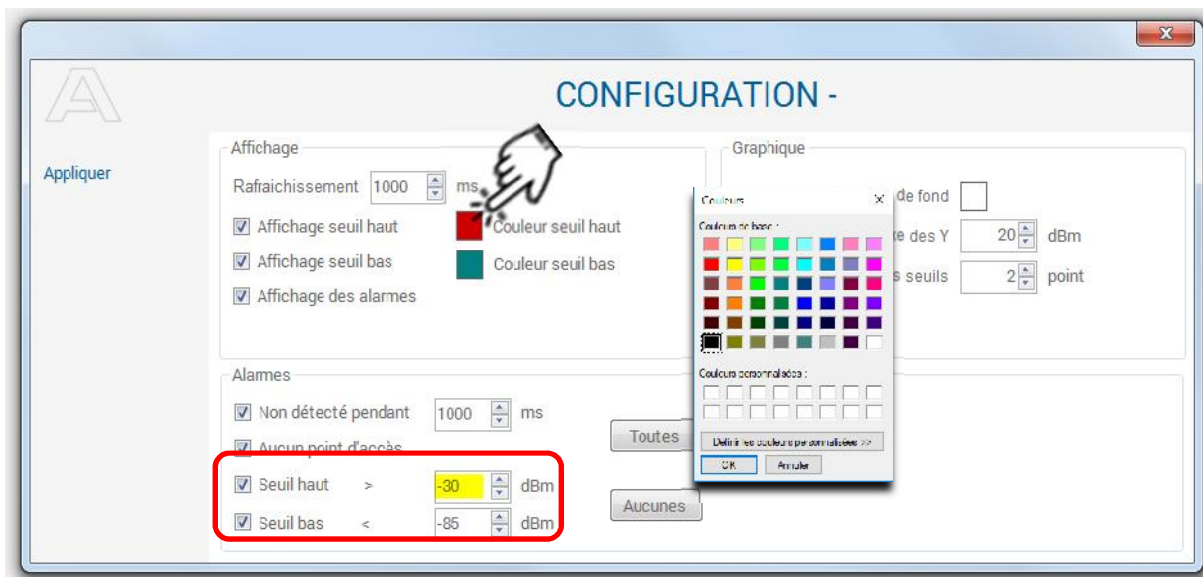 CONFIGURATION -
Appliquer
Affichage
Rafraichissement 1000 ms
Affichage seuil haut
Couleur seuil haut
Affichage seuil bas
Couleur seuil bas
Affichage des alarmes
Graphique
de fond
des Y 20 dBm
seuils 2 point
Couleurs
Couleurs de base :
Couleurs personnalisées :
Définir les couleurs personnalisées >>
OK Annuler
Alarmes
Non détecté pendant 1000 ms
Aucun point d'accès
Seuil haut > -30 dBm
Seuil bas < -85 dBm
Toutes
Aucunes